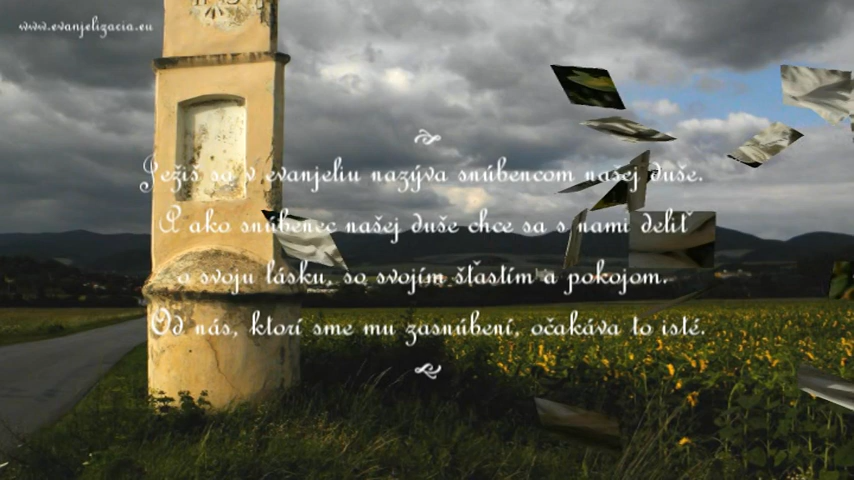 www.evanjelizacia.eu
Ježiš sa v evanjeliu nazýva snúbencom našej duše.
A ako snúbenec našej duše chce sa s nami deliť
o svoju lásku, so svojím šťastím a pokojom.
Od nás, ktorí sme mu zasnúbení, očakáva to isté.